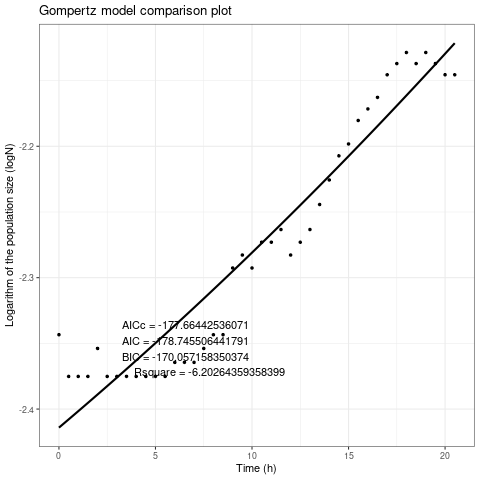 Gompertz model comparison plot
Logarithm of the population size (logN)
-2.2
-2.3
-2.4
AICc = -177.66442536071
AIC = -178.745506441791
BIC = -170.057158350374
Rsquare = -6.20264359358399
0 5 10 15 20
Time (h)